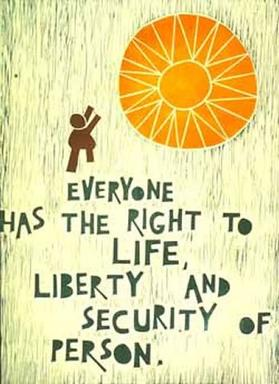 EVERYONE
HAS THE RIGHT TO
LIFE,
LIBERTY AND
SECURITY OF
PERSON.